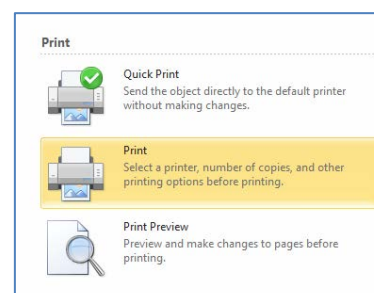 Print
Quick Print
Send the object directly to the default printer
without making changes.
Print
Select a printer, number of copies, and other
printing options before printing.
Print Preview
Preview and make changes to pages before
printing.